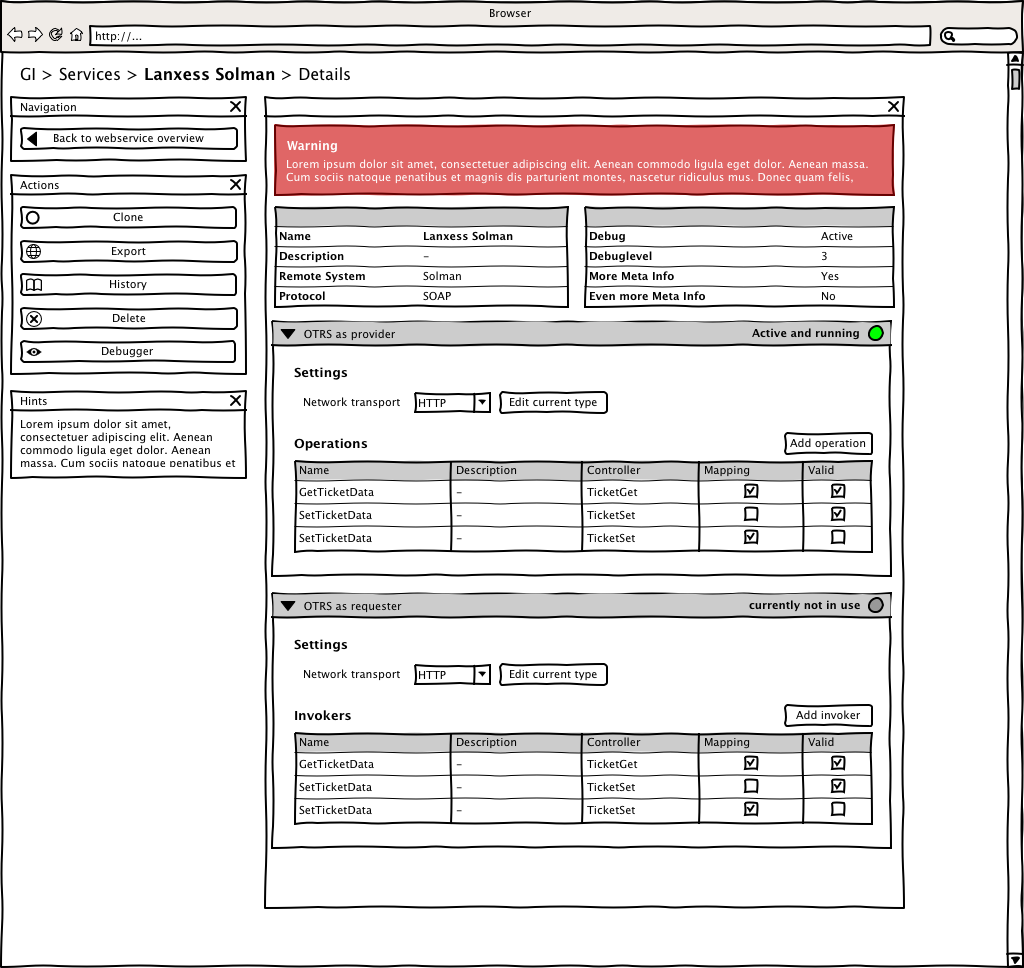 Browser
http://...
GI > Services > Lanxess Solman > Details
Navigation
Back to webservice overview
Actions
Clone
Export
History
Delete
Debugger
Hints
Lorem ipsum dolor sit amet,
consectetuer adipiscing elit. Aenean
commodo ligula eget dolor. Aenean
massa. Cum sociis natoque penatibus et
Warning
Lorem ipsum dolor sit amet, consectetuer adipiscing elit. Aenean commodo ligula eget dolor. Aenean massa.
Cum sociis natoque penatibus et magnis dis parturient montes, nascetur ridiculus mus. Donec quam felis,
Name Lanxess Solman
Description –
Remote System Solman
Protocol SOAP
Debug Active
Debuglevel 3
More Meta Info Yes
Even more Meta Info No
OTRS as provider Active and running
Settings
Network transport HTTP Edit current type
Operations Add operation
Name Description Controller Mapping Valid
GetTicketData – TicketGet
SetTicketData – TicketSet
SetTicketData – TicketSet
OTRS as requester currently not in use
Settings
Network transport HTTP Edit current type
Invokers Add invoker
Name Description Controller Mapping Valid
GetTicketData – TicketGet
SetTicketData – TicketSet
SetTicketData – TicketSet